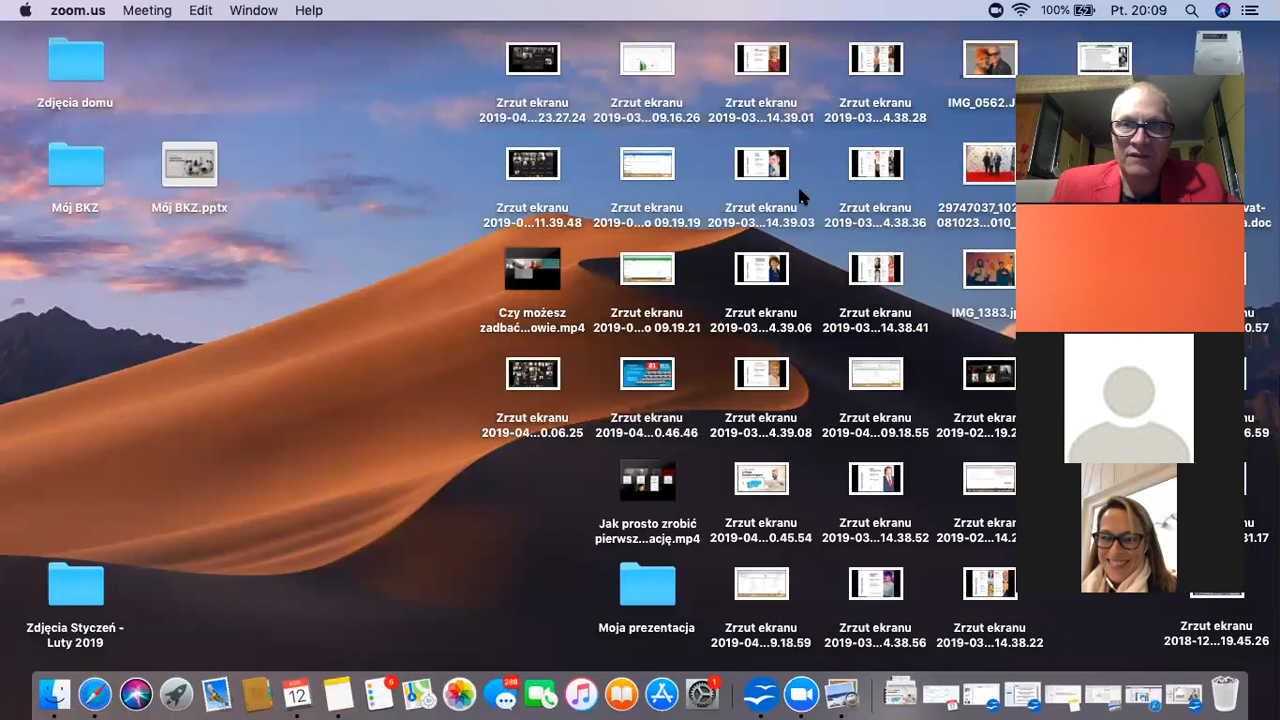 zoom.us Meeting Edit Window Help 100% Pt. 20:09
Zdjęcia domu
Zrzut ekranu
2019-04...23.27.24
Zrzut ekranu
2019-03...09.16.26
Zrzut ekranu
2019-03...14.39.01
Zrzut ekranu
2019-03...4.38.28
IMG_0562.J
Mój BKZ
Mój BKZ.pptx
Zrzut ekranu
2019-0...11.39.48
Zrzut ekranu
2019-0...o 09.19.19
Zrzut ekranu
2019-03...14.39.03
Zrzut ekranu
2019-03...4.38.36
29747037_102
081023...010_
wat-
a.doc
Czy możesz
zadbać...owie.mp4
Zrzut ekranu
2019-0...o 09.19.21
Zrzut ekranu
2019-03...4.39.06
Zrzut ekranu
2019-03...14.38.41
IMG_1383.jp
0.57
Zrzut ekranu
2019-04...0.06.25
Zrzut ekranu
2019-04...0.46.46
Zrzut ekranu
2019-03...4.39.08
Zrzut ekranu
2019-04...09.18.55
Zrzut ekra
2019-02...19.2
6.59
Jak prosto zrobić
pierwsz...ację.mp4
Zrzut ekranu
2019-04...0.45.54
Zrzut ekranu
2019-03...14.38.52
Zrzut ekra
2019-02...14.2
31.17
Zdjęcia Styczeń -
Luty 2019
Moja prezentacja
Zrzut ekranu
2019-04...9.18.59
Zrzut ekranu
2019-03...4.38.56
Zrzut ekranu
2019-03...14.38.22
Zrzut ekranu
2018-12...19.45.26
12
6
288
1